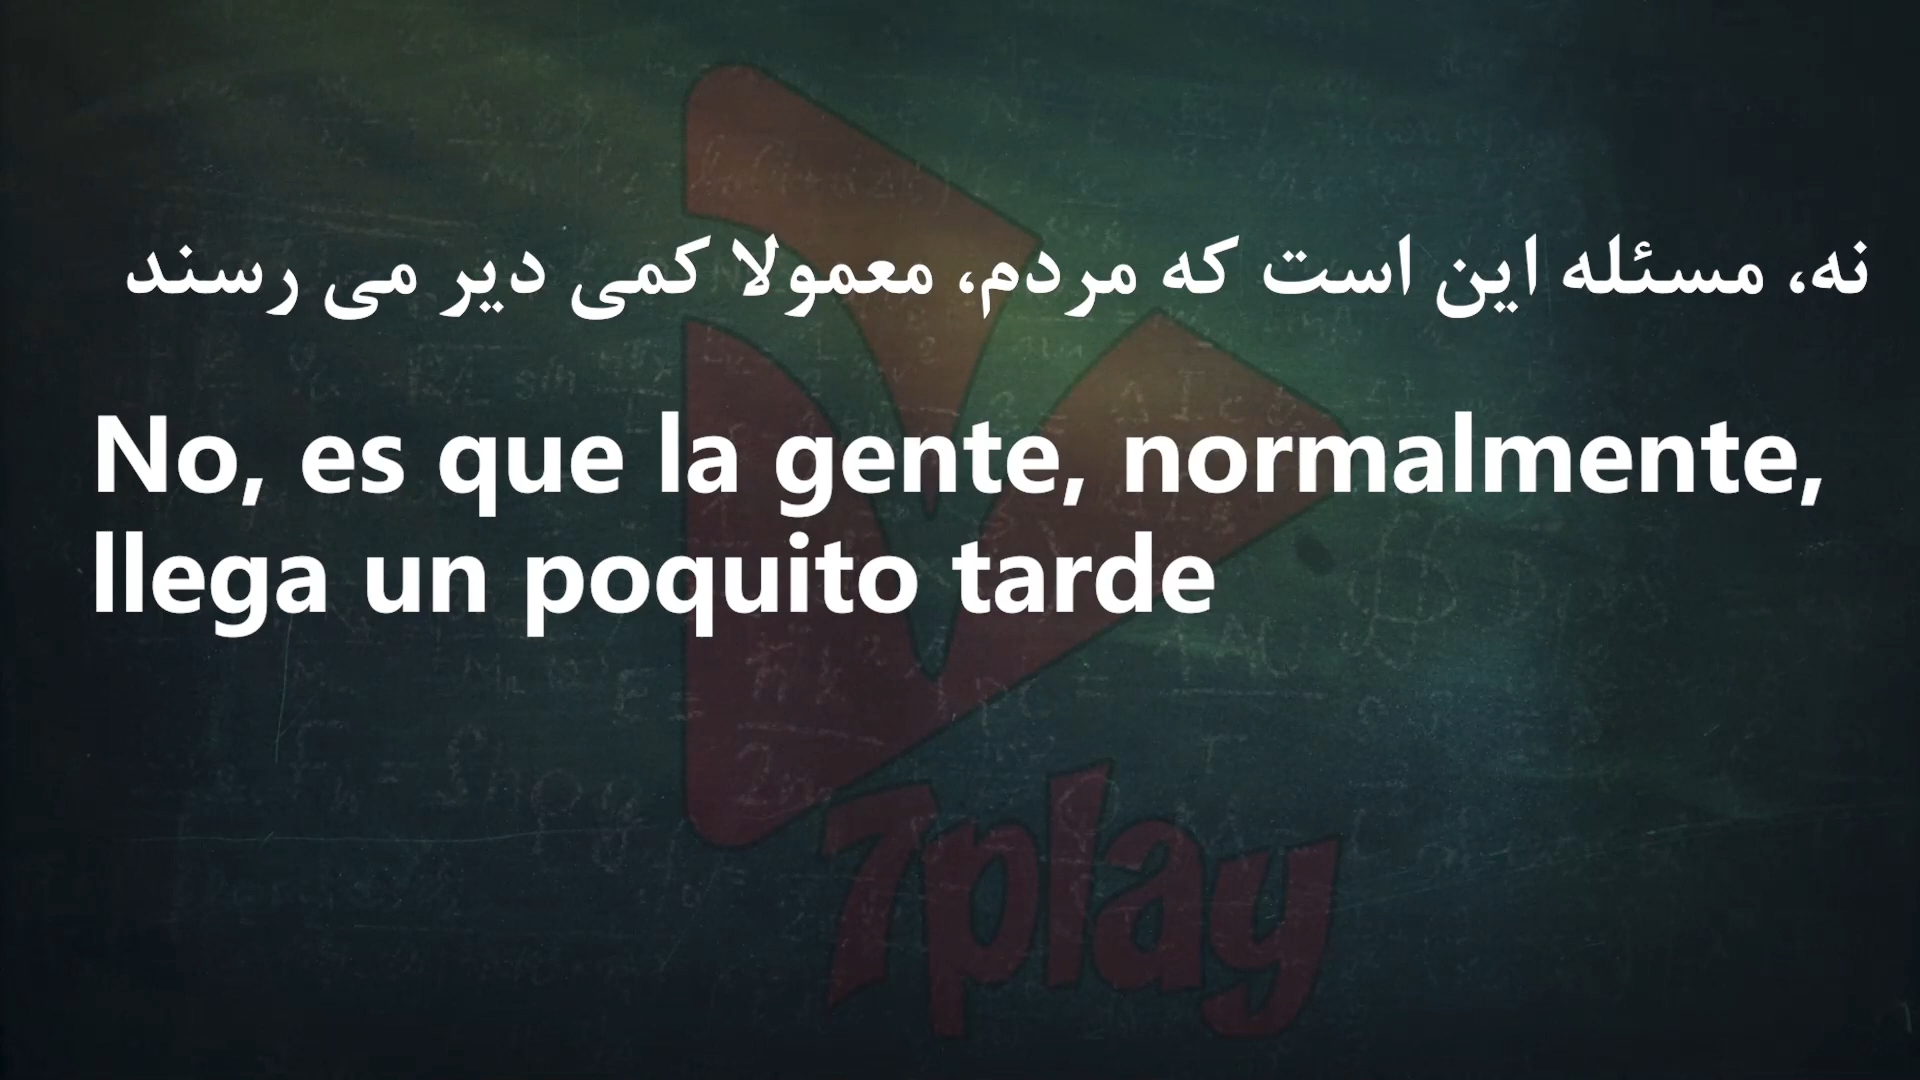 نه، مسئله این است که مردم، معمولا کمی دیر می رسند
No, es que la gente, normalmente,
llega un poquito tarde
7play